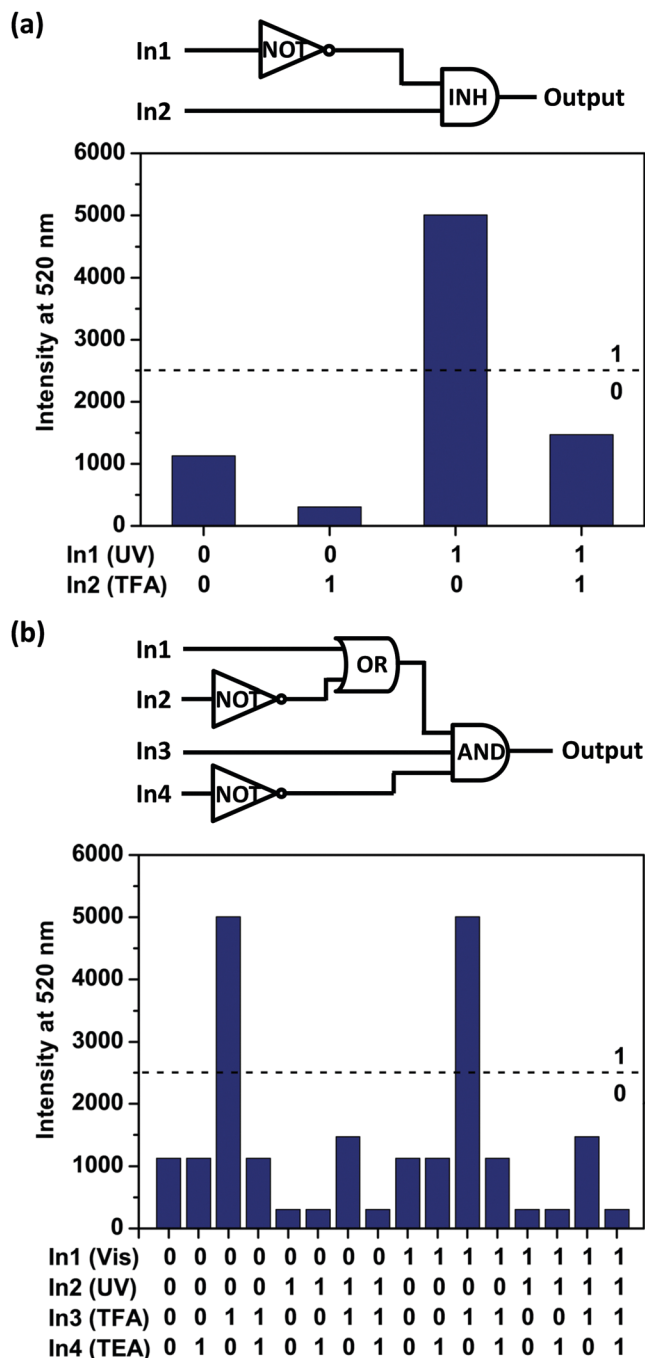 (a)
In1 NOT
INH Output
In2
6000
5000
4000
3000
2000
1000
0
Intensity at 520 nm
1
0
In1 (UV) 0 0 1 1
In2 (TFA) 0 1 0 1
(b)
In1
OR
In2 NOT
In3 AND Output
In4 NOT
6000
5000
4000
3000
2000
1000
0
Intensity at 520 nm
1
0
In1 (Vis) 0 0 0 0 0 0 0 0 1 1 1 1 1 1 1 1
In2 (UV) 0 0 0 0 1 1 1 1 0 0 0 0 1 1 1 1
In3 (TFA) 0 0 1 1 0 0 1 1 0 0 1 1 0 0 1 1
In4 (TEA) 0 1 0 1 0 1 0 1 0 1 0 1 0 1 0 1